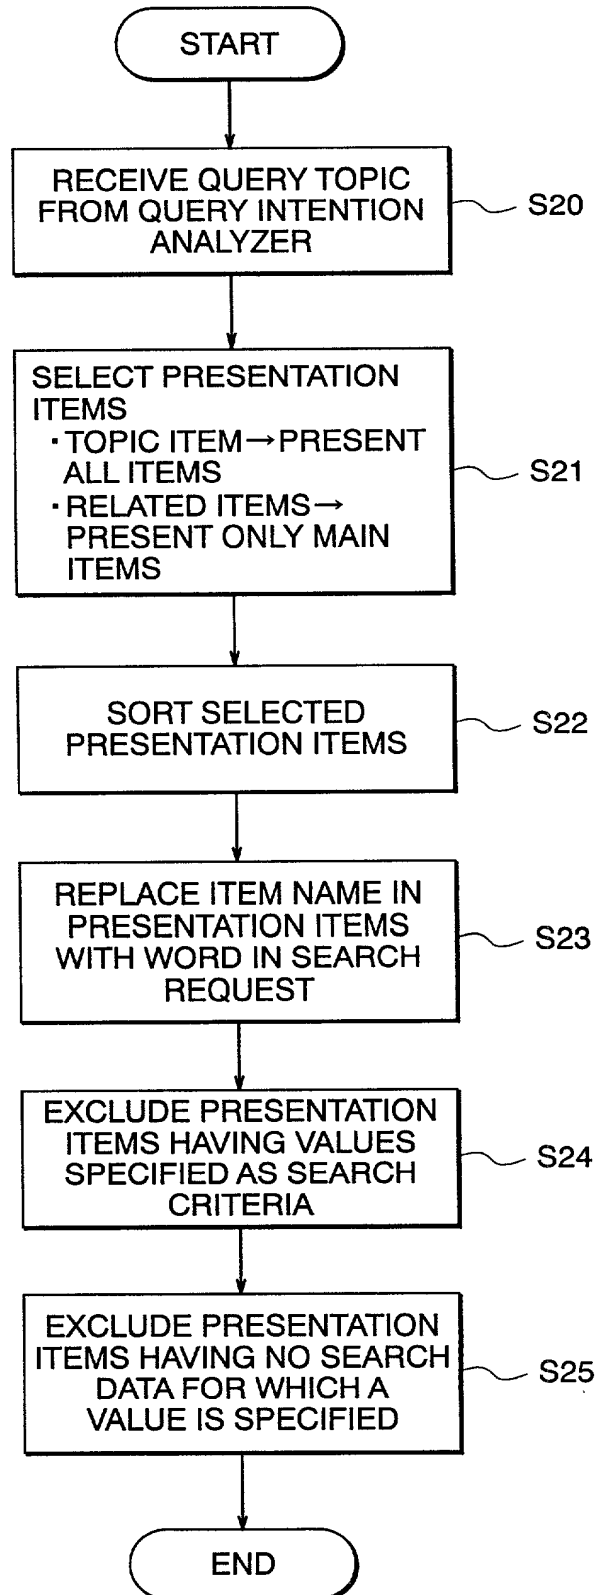 START
RECEIVE QUERY TOPIC
FROM QUERY INTENTION
ANALYZER
S20
SELECT PRESENTATION
ITEMS
・TOPIC ITEM→PRESENT
ALL ITEMS
・RELATED ITEMS→
PRESENT ONLY MAIN
ITEMS
S21
SORT SELECTED
PRESENTATION ITEMS
S22
REPLACE ITEM NAME IN
PRESENTATION ITEMS
WITH WORD IN SEARCH
REQUEST
S23
EXCLUDE PRESENTATION
ITEMS HAVING VALUES
SPECIFIED AS SEARCH
CRITERIA
S24
EXCLUDE PRESENTATION
ITEMS HAVING NO SEARCH
DATA FOR WHICH A
VALUE IS SPECIFIED
S25
END